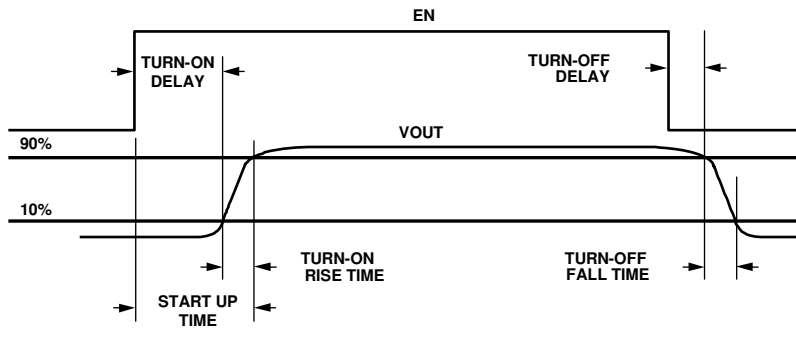 EN
TURN-ON
DELAY
TURN-OFF
DELAY
VOUT
90%
10%
TURN-ON
RISE TIME
TURN-OFF
FALL TIME
START UP
TIME